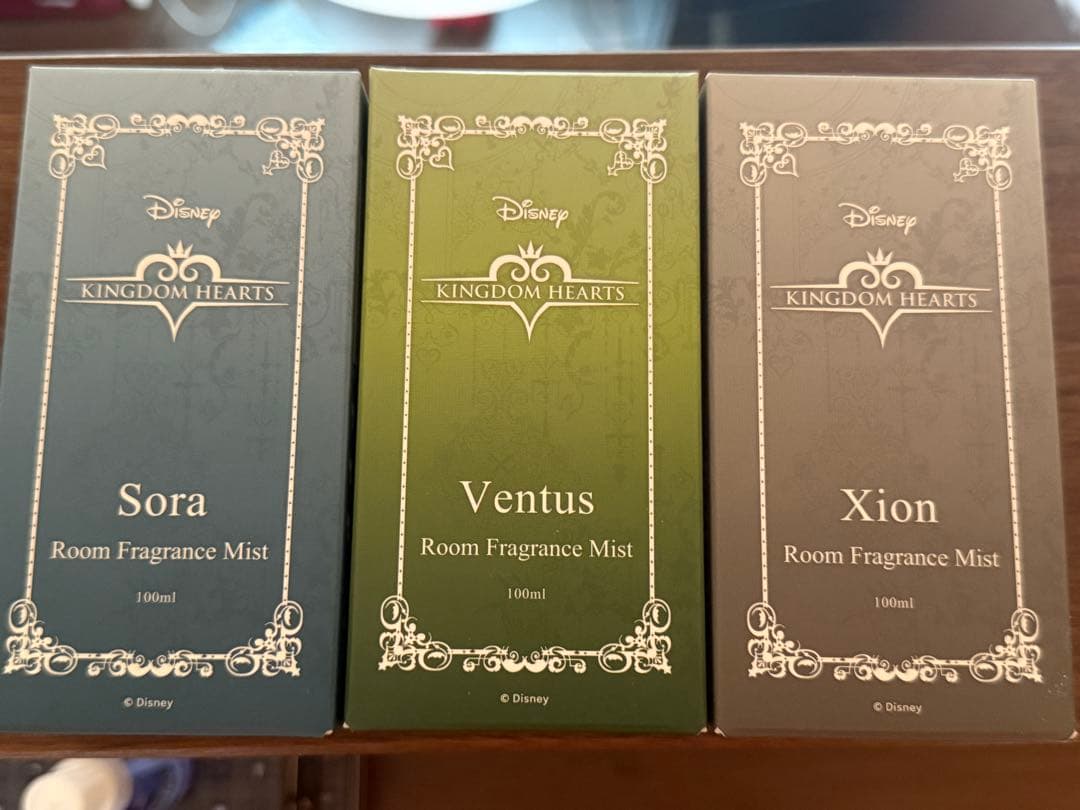 Disney
KINGDOM HEARTS
Sora
Room Fragrance Mist
100ml
© Disney
Disney
KINGDOM HEARTS
Ventus
Room Fragrance Mist
100ml
© Disney
Disney
KINGDOM HEARTS
Xion
Room Fragrance Mist
100ml
© Disney